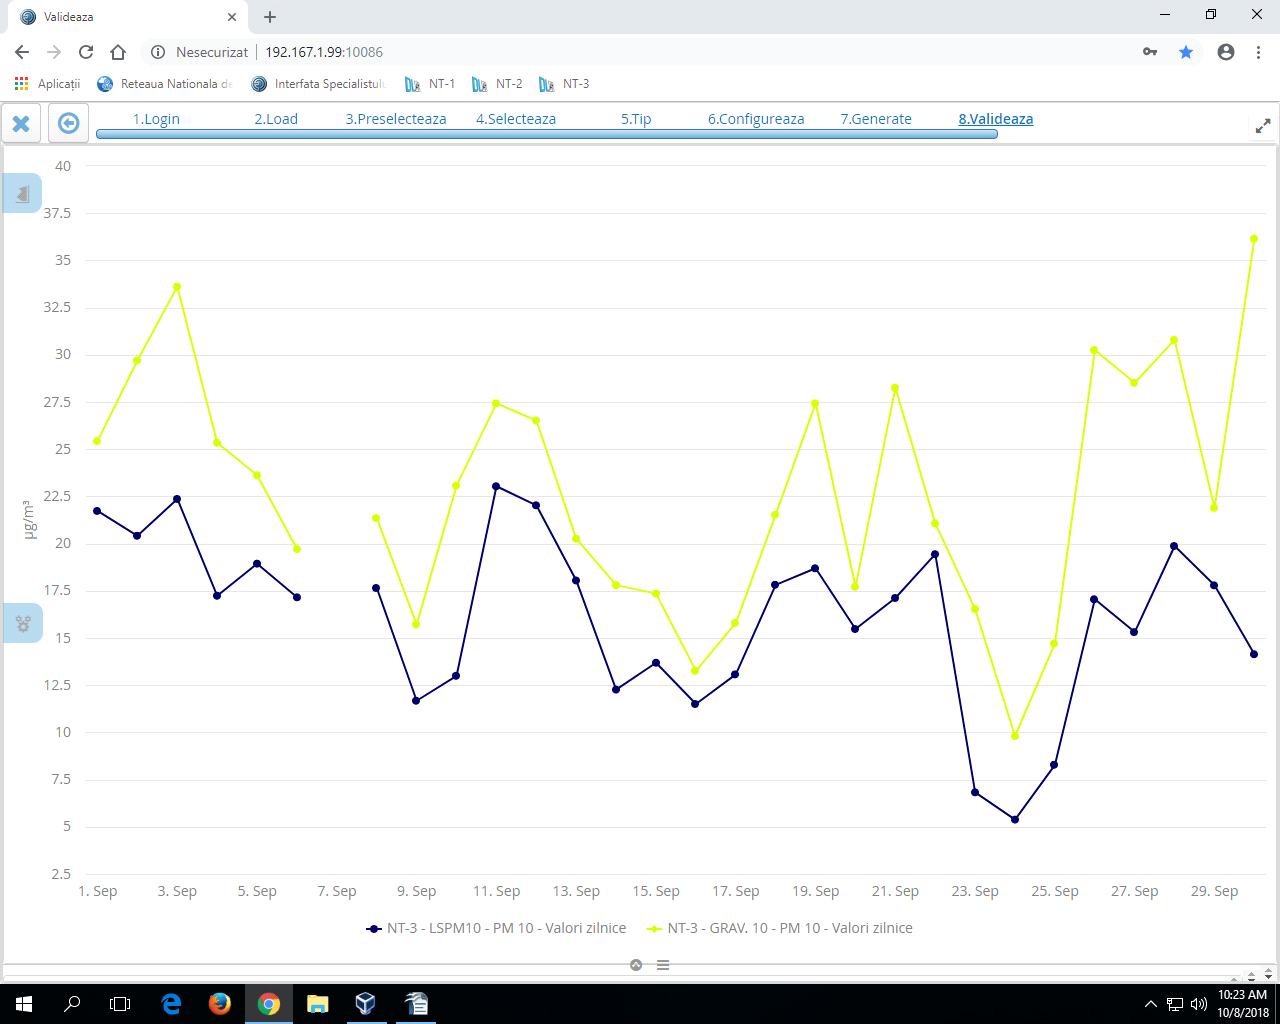 Valideaza
Nesecurizat 192.167.1.99:10086
Aplicații Reteaua Nationala de Interfata Specialistulu NT-1 NT-2 NT-3
1.Login 2.Load 3.Preselecteaza 4.Selecteaza 5.Tip 6.Configureaza 7.Generate 8.Valideaza
40
37.5
35
32.5
30
27.5
25
22.5
20
17.5
15
12.5
10
7.5
5
2.5
µg/m³
1. Sep 3. Sep 5. Sep 7. Sep 9. Sep 11. Sep 13. Sep 15. Sep 17. Sep 19. Sep 21. Sep 23. Sep 25. Sep 27. Sep 29. Sep
NT-3 - LSPM10 - PM 10 - Valori zilnice NT-3 - GRAV. 10 - PM 10 - Valori zilnice
10:23 AM
10/8/2018